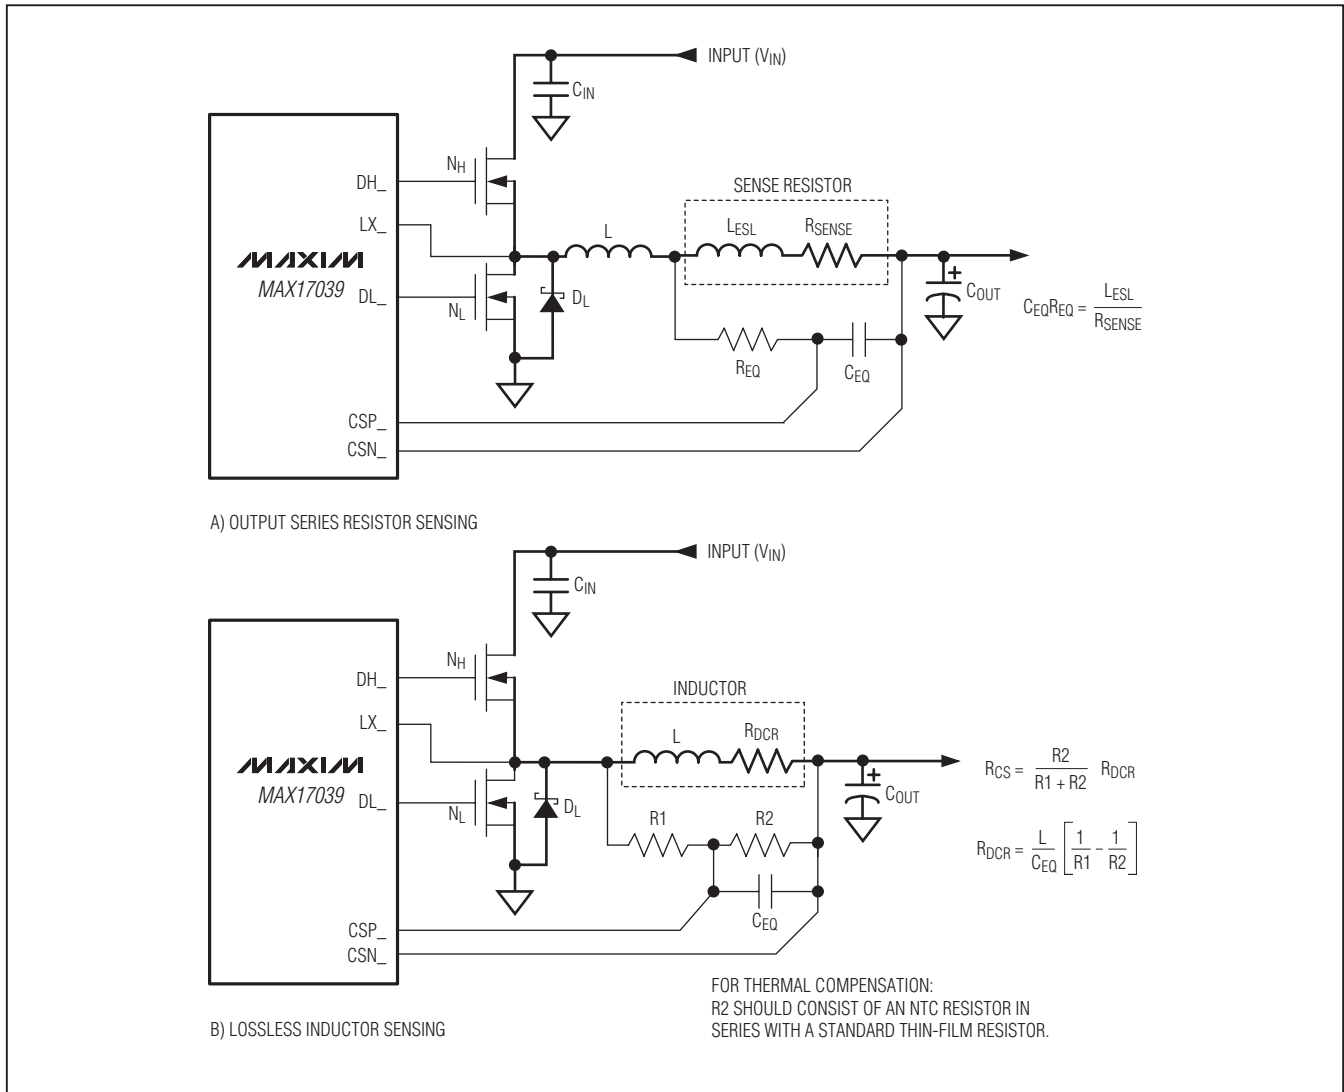 INPUT (VIN)
CIN
NH
DH_
SENSE RESISTOR
LX_
L
LESL
RSENSE
MAXIM
MAX17039
DL_
NL
DL
+
COUT
CEQREQ = LESL / RSENSE
REQ
CEQ
CSP_
CSN_
A) OUTPUT SERIES RESISTOR SENSING
INPUT (VIN)
CIN
NH
DH_
INDUCTOR
LX_
L
RDCR
MAXIM
MAX17039
DL_
NL
DL
+
COUT
RCS = R2 / R1 + R2 RDCR
R1
R2
RDCR = L / CEQ [1 / R1 - 1 / R2]
CEQ
CSP_
CSN_
FOR THERMAL COMPENSATION:
R2 SHOULD CONSIST OF AN NTC RESISTOR IN
SERIES WITH A STANDARD THIN-FILM RESISTOR.
B) LOSSLESS INDUCTOR SENSING